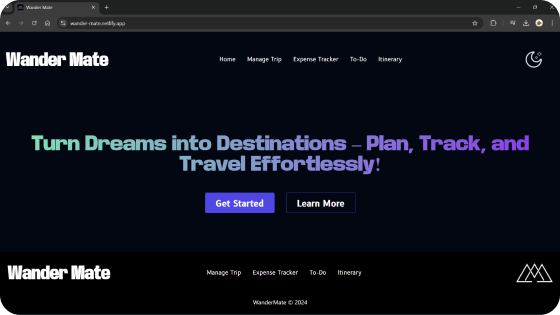 Wander Mate
wander-mate.netlify.app
Wander Mate
Home Manage Trip Expense Tracker To-Do Itinerary
Turn Dreams into Destinations – Plan, Track, and
Travel Effortlessly!
Get Started Learn More
Wander Mate
Manage Trip Expense Tracker To-Do Itinerary
WanderMate © 2024